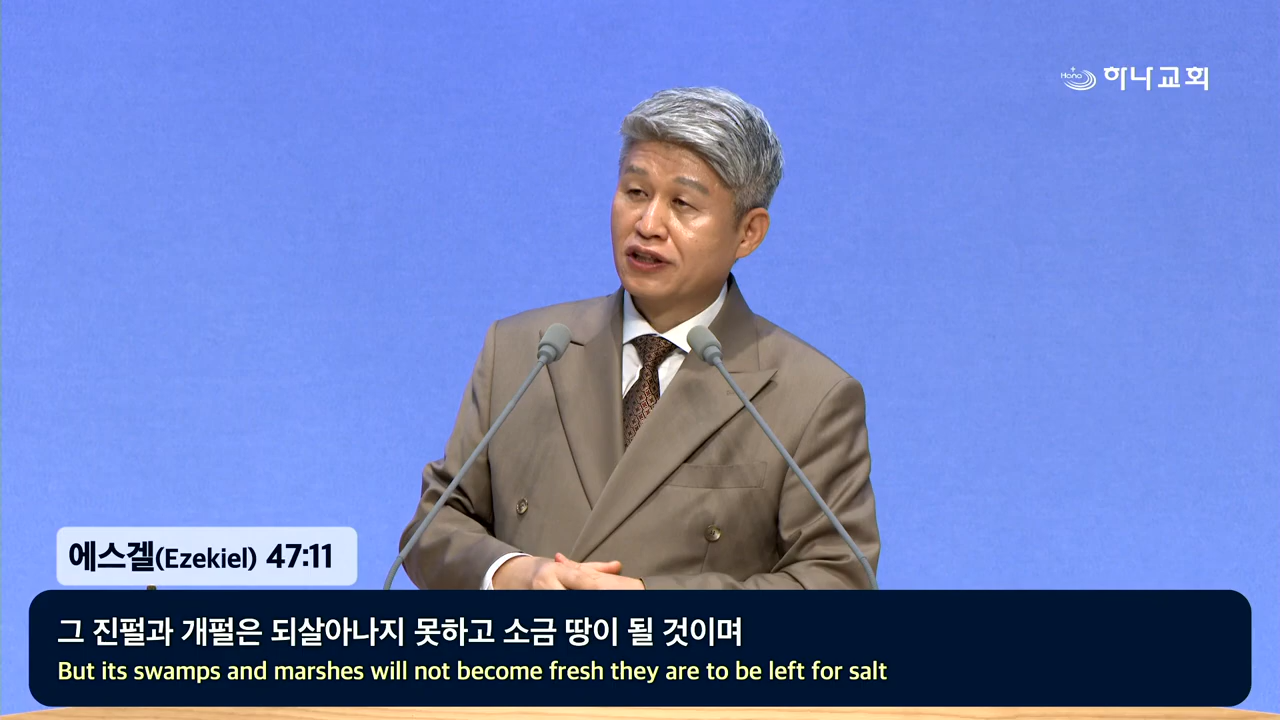 Hana 하나교회
에스겔(Ezekiel) 47:11
그 진펄과 개펄은 되살아나지 못하고 소금 땅이 될 것이며
But its swamps and marshes will not become fresh they are to be left for salt